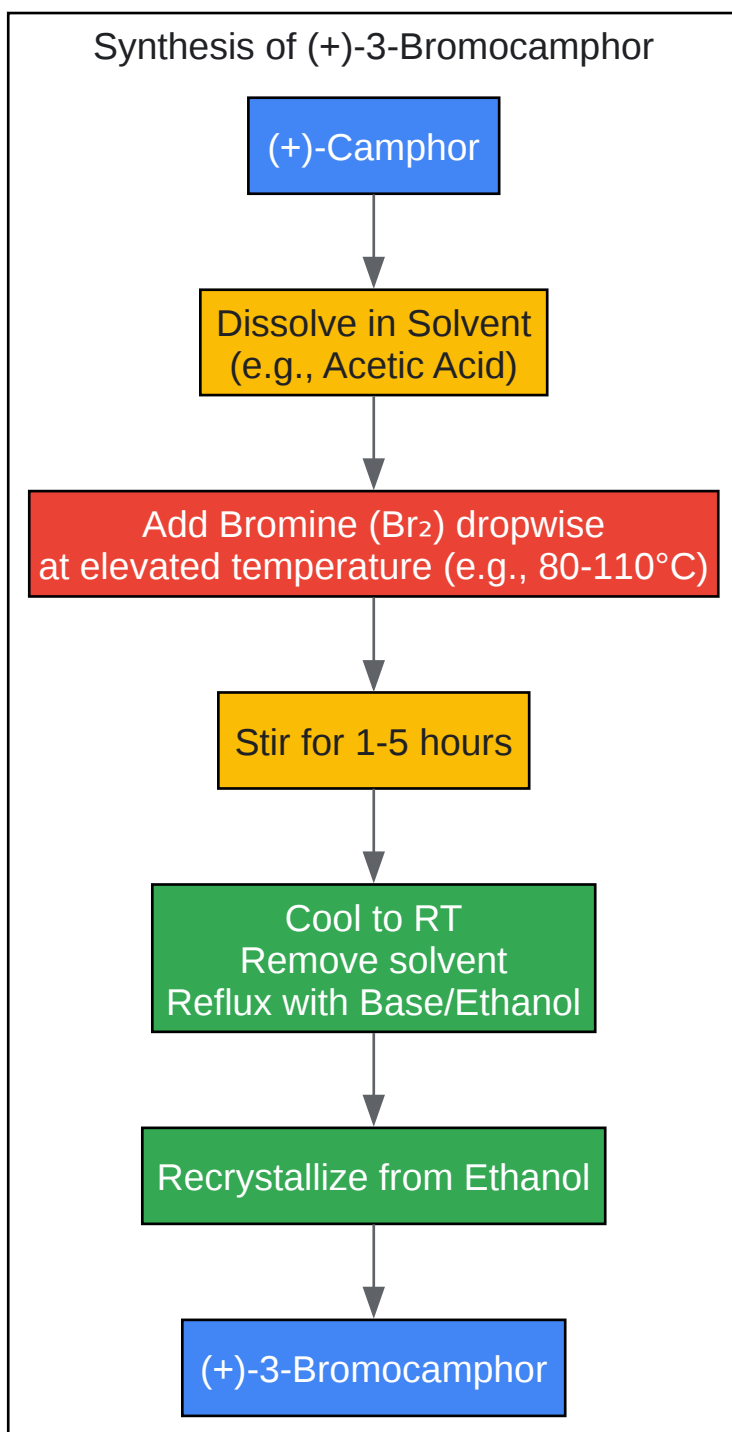 Synthesis of (+)-3-Bromocamphor
(+)-Camphor
Dissolve in Solvent
(e.g., Acetic Acid)
Add Bromine (Br₂) dropwise
at elevated temperature (e.g., 80-110°C)
Stir for 1-5 hours
Cool to RT
Remove solvent
Reflux with Base/Ethanol
Recrystallize from Ethanol
(+)-3-Bromocamphor